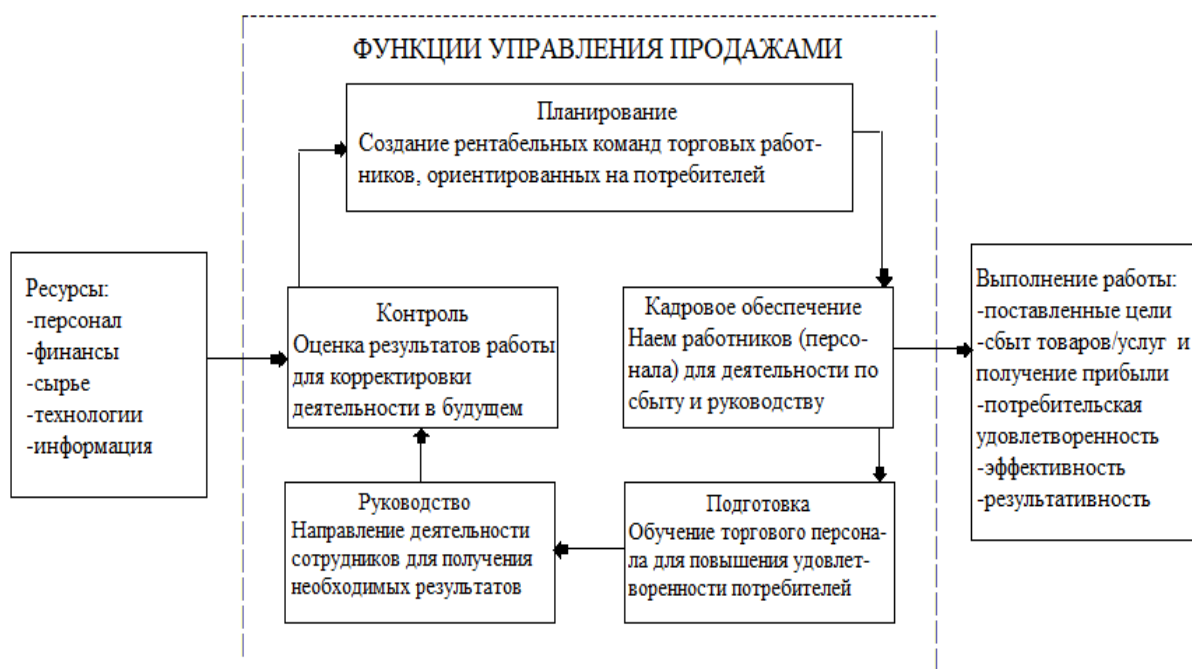 ФУНКЦИИ УПРАВЛЕНИЯ ПРОДАЖАМИ
Планирование
Создание рентабельных команд торговых работ-
ников, ориентированных на потребителей
Ресурсы:
-персонал
-финансы
-сырье
-технологии
-информация
Контроль
Оценка результатов работы
для корректировки
деятельности в будущем
Кадровое обеспечение
Наем работников (персо-
нала) для деятельности по
сбыту и руководству
Выполнение работы:
-поставленные цели
-сбыт товаров/услуг и
получение прибыли
-потребительская
удовлетворенность
-эффективность
-результативность
Руководство
Направление деятельности
сотрудников для получения
необходимых результатов
Подготовка
Обучение торгового персона-
ла для повышения удовлет-
воренности потребителей